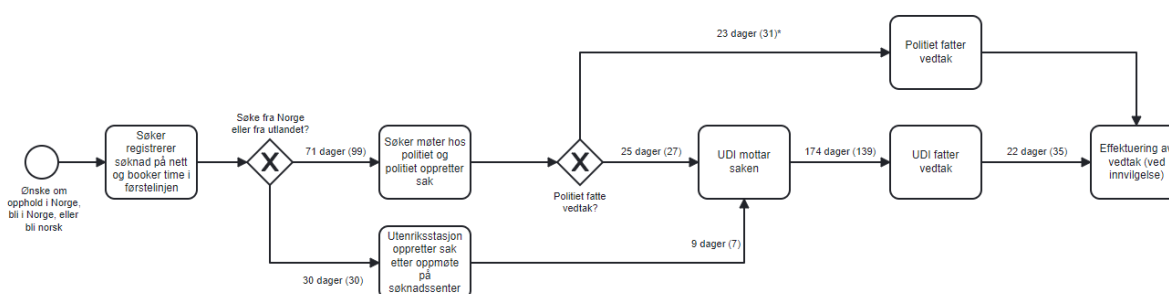 Ønske om
opphold i Norge,
bli i Norge, eller
bli norsk
Søker
registrerer
søknad på nett
og booker time i
førstelinjen
Søke fra Norge
eller fra utlandet?
X
71 dager (99)
30 dager (30)
Søker møter hos
politiet og
politiet oppretter
sak
Utenriksstasjon
oppretter sak
etter oppmøte
på
søknadssenter
X
Politiet fatte
vedtak?
23 dager (31)*
25 dager (27)
9 dager (7)
Politiet fatter
vedtak
UDI mottar
saken
174 dager (139)
UDI fatter
vedtak
22 dager (35)
Effektuering av
vedtak (ved
innvilgelse)